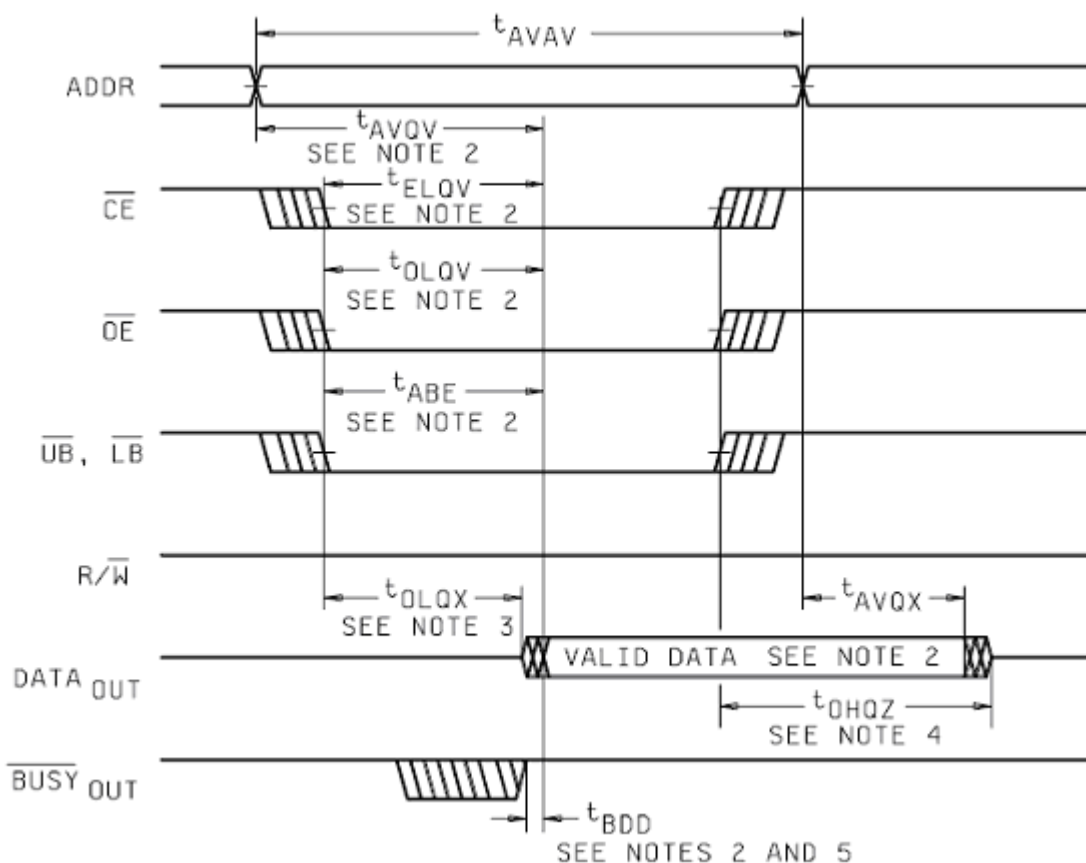 tAVAV
ADDR
tAVQV
SEE NOTE 2
tELQV
CE
SEE NOTE 2
tOLQV
SEE NOTE 2
OE
tABE
SEE NOTE 2
UB, LB
R/W
tOLQX
SEE NOTE 3
tAVQX
VALID DATA SEE NOTE 2
DATA OUT
tOHQZ
SEE NOTE 4
BUSY OUT
tBDD
SEE NOTES 2 AND 5